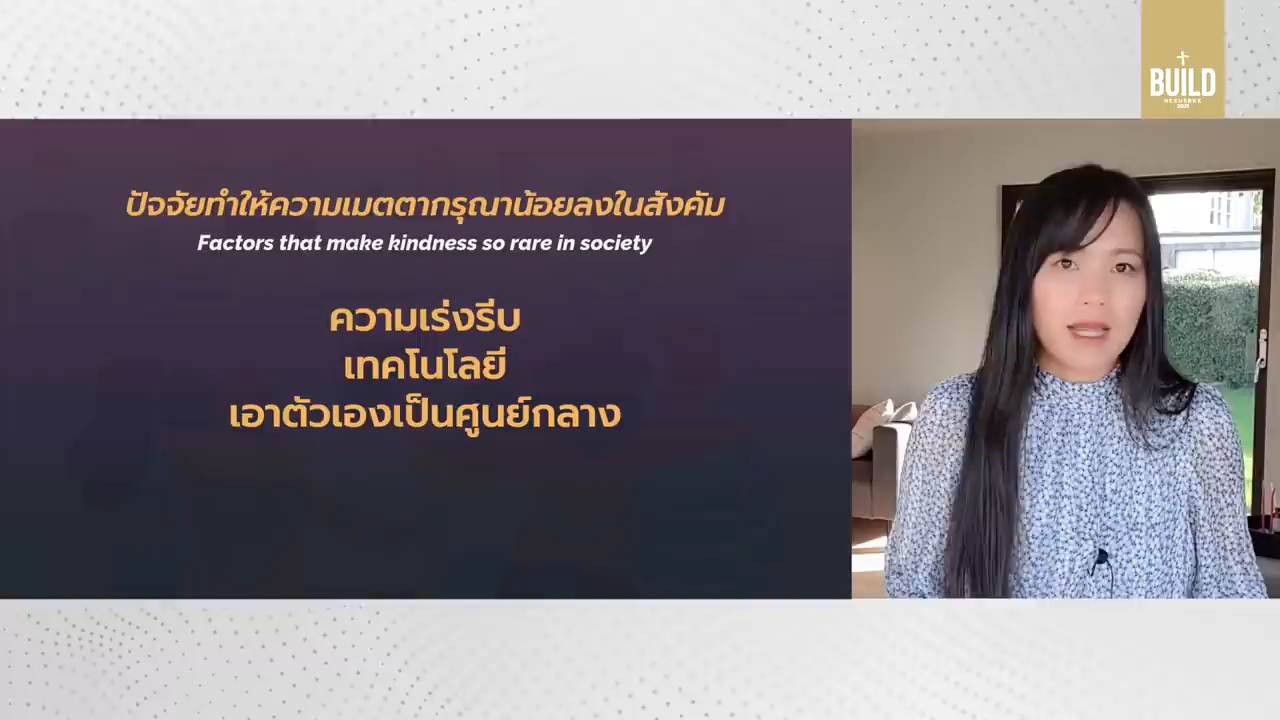 BUILD
NEXUSBKK
2021
ปัจจัยทำให้ความเมตตากรุณาน้อยลงในสังคัม
Factors that make kindness so rare in society
ความเร่งรีบ
เทคโนโลยี
เอาตัวเองเป็นศูนย์กลาง